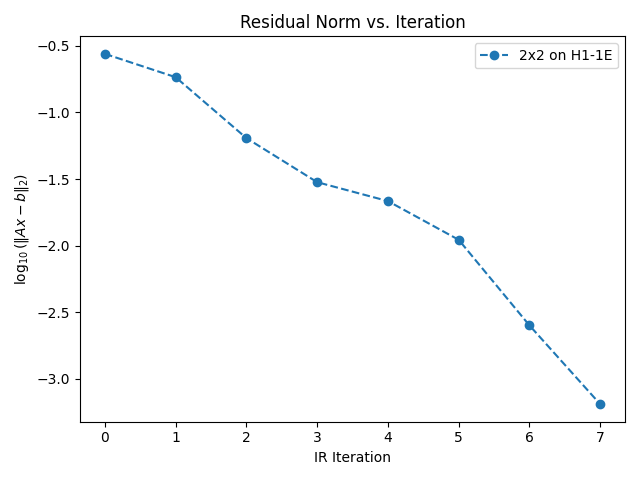 Residual Norm vs. Iteration
2x2 on H1-1E
log₁₀(‖Ax − b‖₂)
−0.5
−1.0
−1.5
−2.0
−2.5
−3.0
0 1 2 3 4 5 6 7
IR Iteration